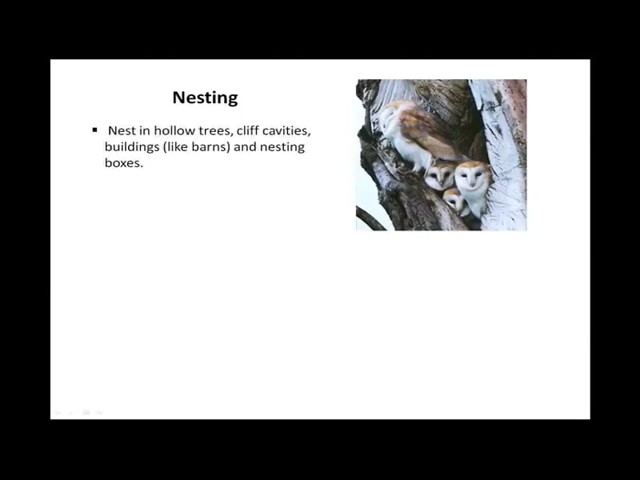 Nesting
▪ Nest in hollow trees, cliff cavities,
buildings (like barns) and nesting
boxes.